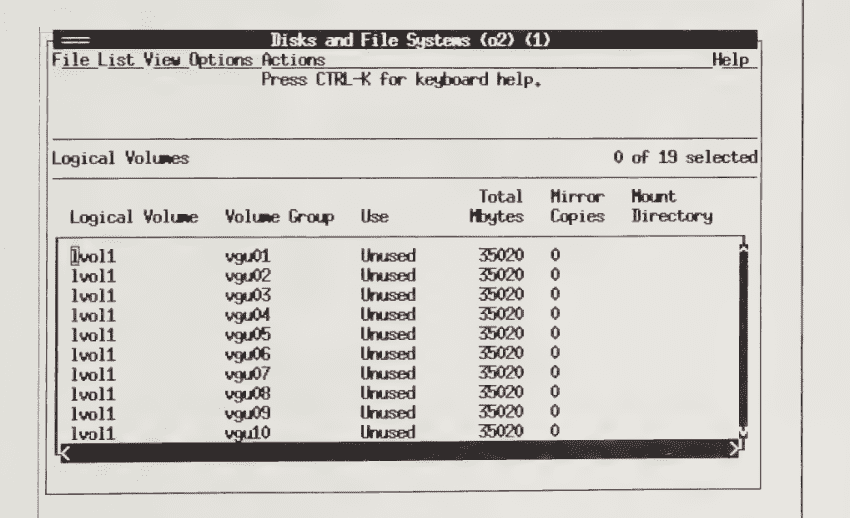 Disks and File Systems (o2) (1)
File List View Options Actions Help
Press CTRL-K for keyboard help.
Logical Volumes 0 of 19 selected
Total Mirror Mount
Logical Volume Volume Group Use Mbytes Copies Directory
lvol1 vgu01 Unused 35020 0
lvol1 vgu02 Unused 35020 0
lvol1 vgu03 Unused 35020 0
lvol1 vgu04 Unused 35020 0
lvol1 vgu05 Unused 35020 0
lvol1 vgu06 Unused 35020 0
lvol1 vgu07 Unused 35020 0
lvol1 vgu08 Unused 35020 0
lvol1 vgu09 Unused 35020 0
lvol1 vgu10 Unused 35020 0